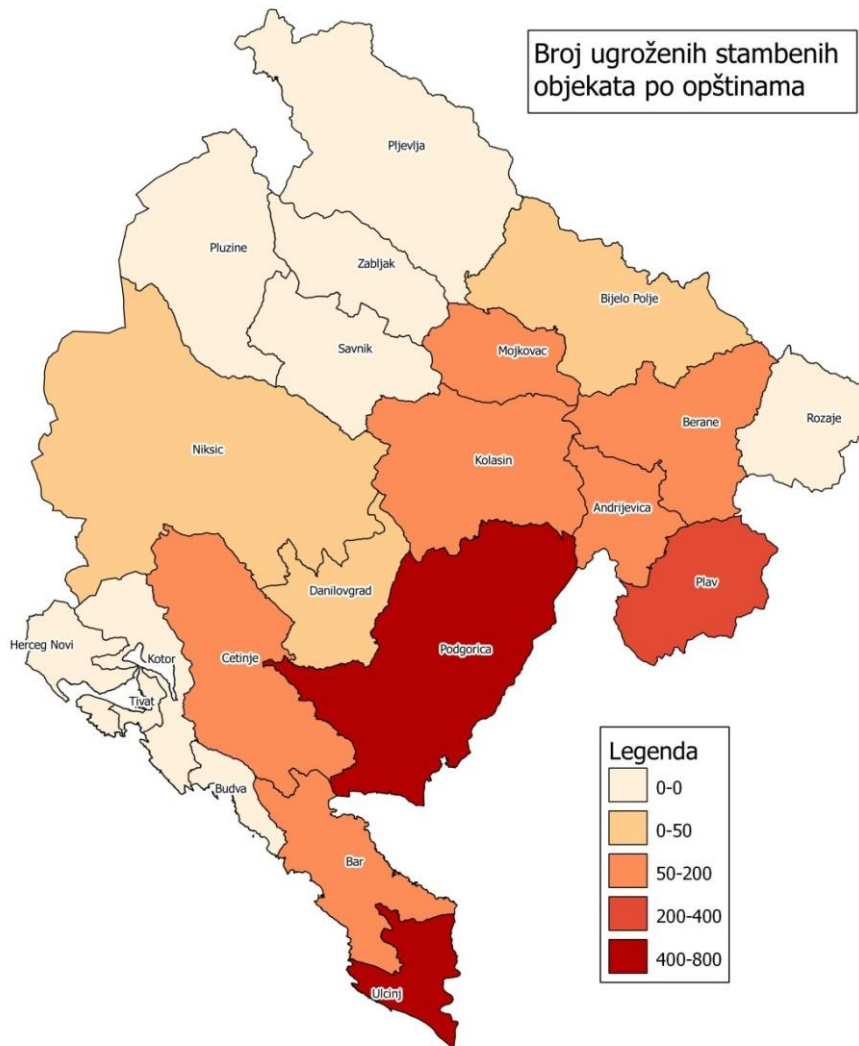 Broj ugroženih stambenih
objekata po opštinama
Pljevlja
Pluzine
Zabljak
Bijelo Polje
Savnik
Mojkovac
Rozaje
Berane
Niksic
Kolasin
Andrijevica
Plav
Danilovgrad
Herceg Novi
Kotor
Cetinje
Podgorica
Tivat
Budva
Bar
Ulcinj
Legenda
0-0
0-50
50-200
200-400
400-800